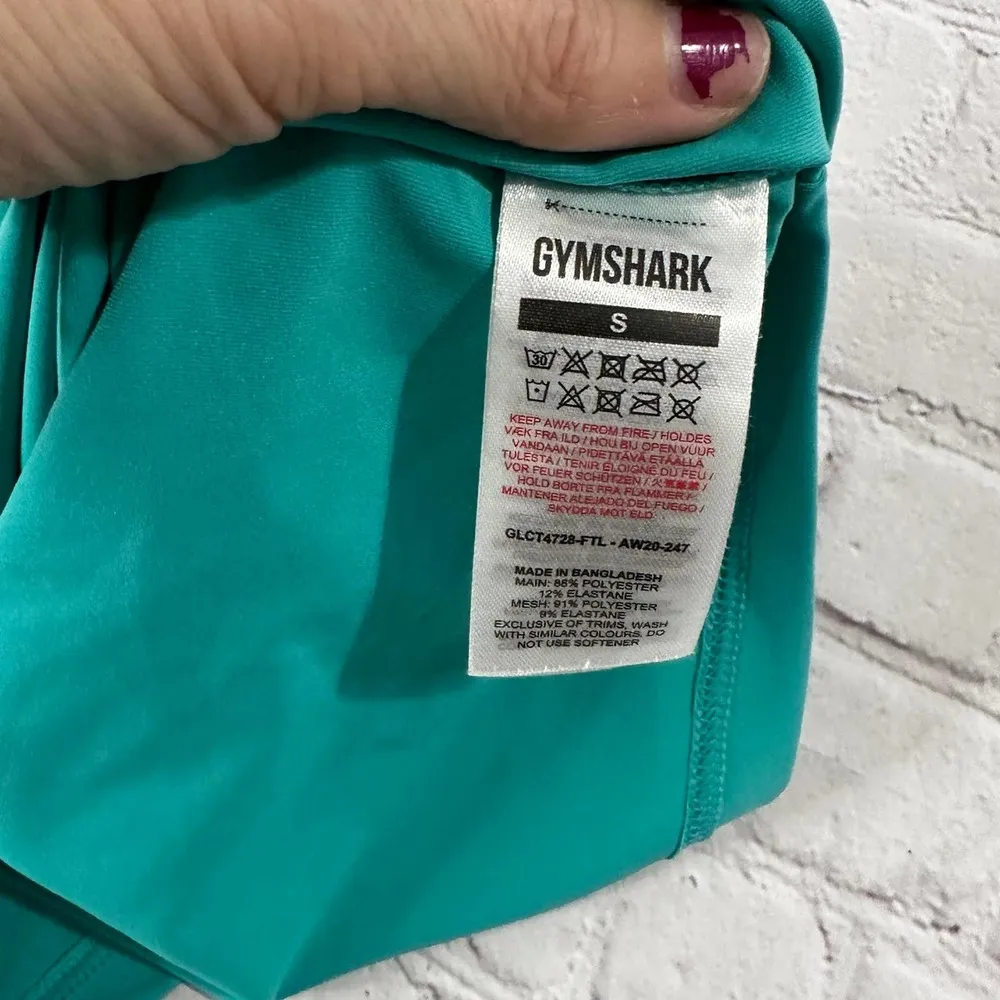 GYMSHARK
S
30
KEEP AWAY FROM FIRE / HOLDES
VÆK FRA ILD / HOU BIJ OPEN VUUR
VANDAAN / PIDETTÄVÄ ETÄÄLLÄ
TULESTA / TENIR ÉLOIGNÉ DU FEU /
VOR FEUER SCHÜTZEN /
HOLD BORTE FRA FLAMMER /
MANTENER ALEJADO DEL FUEGO /
SKYDDA MOT ELD
GLCT4728-FTL - AW20-247
MADE IN BANGLADESH
MAIN: 88% POLYESTER
12% ELASTANE
MESH: 91% POLYESTER
9% ELASTANE
EXCLUSIVE OF TRIMS, WASH
WITH SIMILAR COLOURS. DO
NOT USE SOFTENER